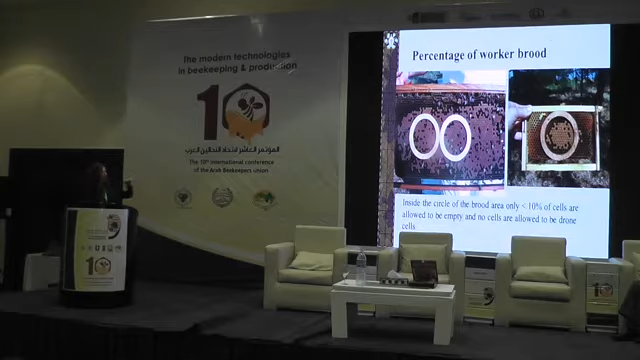 The modern technologies
in beekeeping & production
10
المؤتمر العاشر لاتحاد النحالين العرب
The 10th international conference
of the Arab Beekeepers union
Percentage of worker brood
Inside the circle of the brood area only <10% of cells are
allowed to be empty and no cells are allowed to be drone
cells
10
10